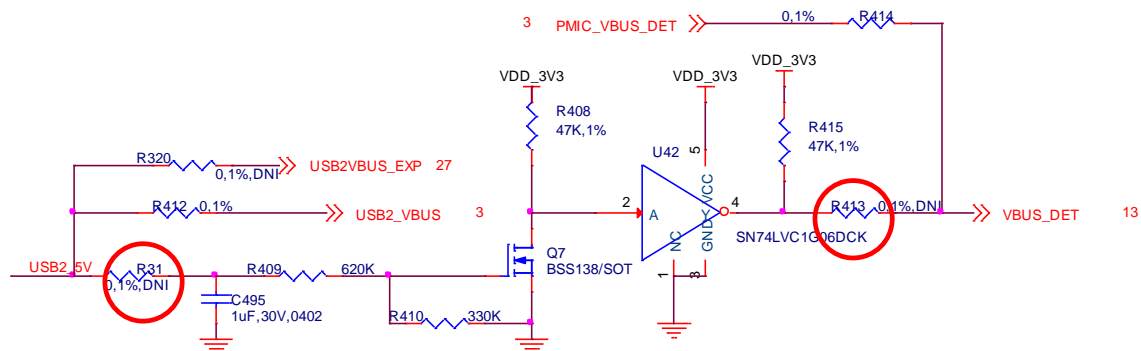 3 PMIC_VBUS_DET 0,1% R414
VDD_3V3 VDD_3V3 VDD_3V3
R408
47K,1%
R415
47K,1%
R320
0,1%,DNI
USB2VBUS_EXP 27
R412 0,1%
USB2_VBUS 3
U42
5
VCC
2 A
Y 4
NC
GND
1
3
SN74LVC1G06DCK
R413 0,1%,DNI
VBUS_DET 13
Q7
BSS138/SOT
USB2_5V
R31
0,1%,DNI
R409 620K
C495
1uF,30V,0402
R410 330K